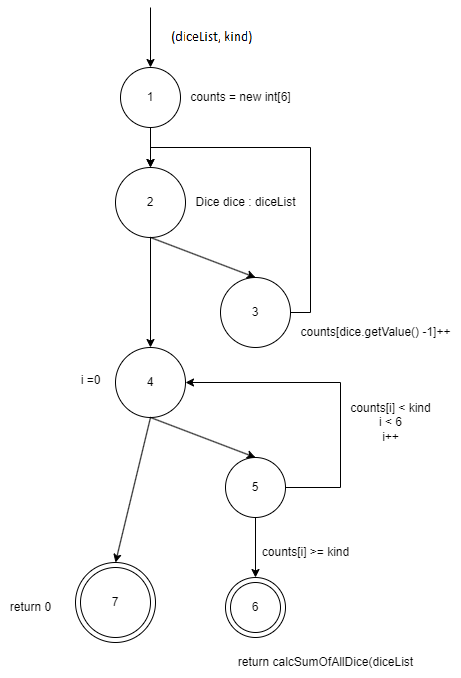 (diceList, kind)
1
counts = new int[6]
2
Dice dice : diceList
3
counts[dice.getValue() -1]++
i =0
4
counts[i] < kind
i < 6
i++
5
counts[i] >= kind
7
6
return 0
return calcSumOfAllDice(diceList